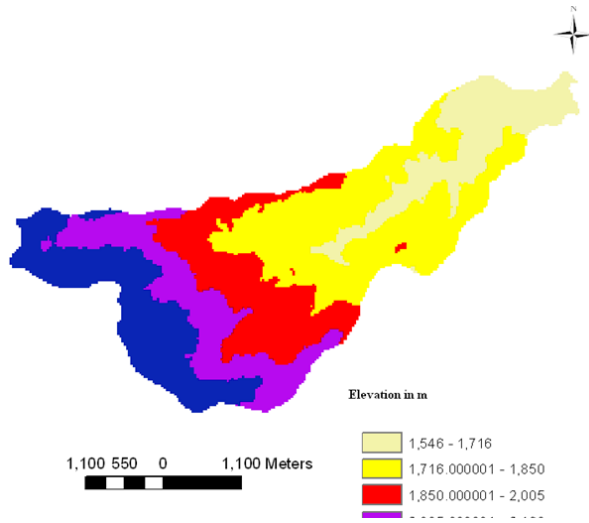 N
Elevation in m
1,546 - 1,716
1,100 550 0 1,100 Meters
1,716.000001 - 1,850
1,850.000001 - 2,005